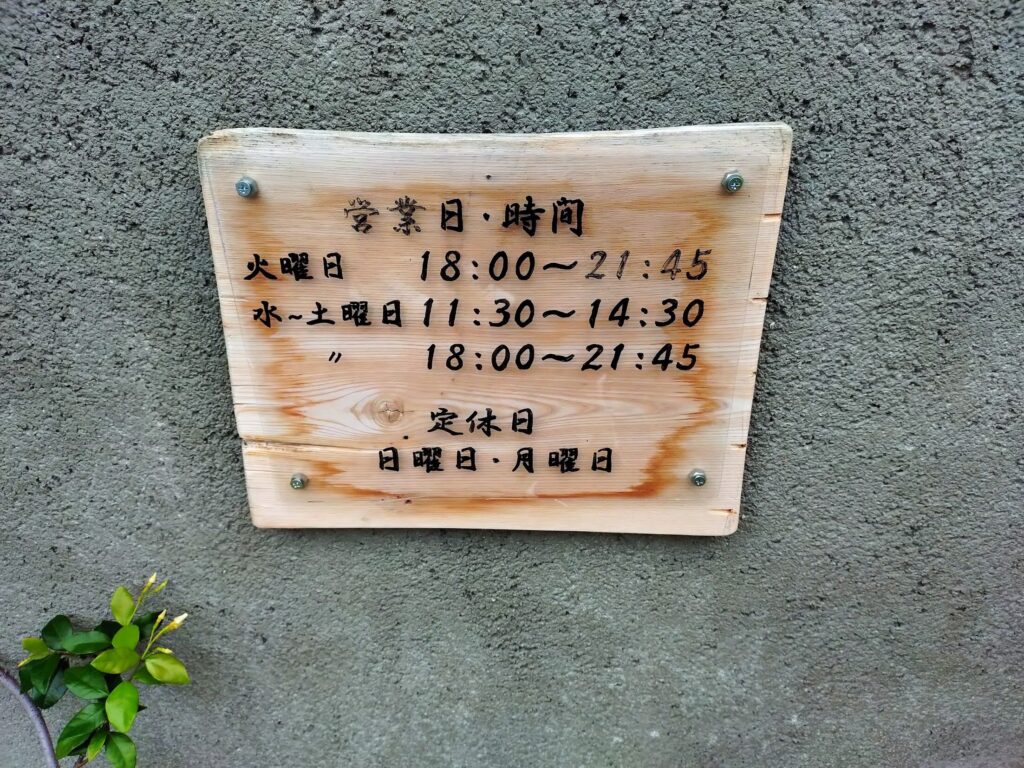 営業日・時間
火曜日 18:00～21:45
水～土曜日 11:30～14:30
〃 18:00～21:45
定休日
日曜日・月曜日